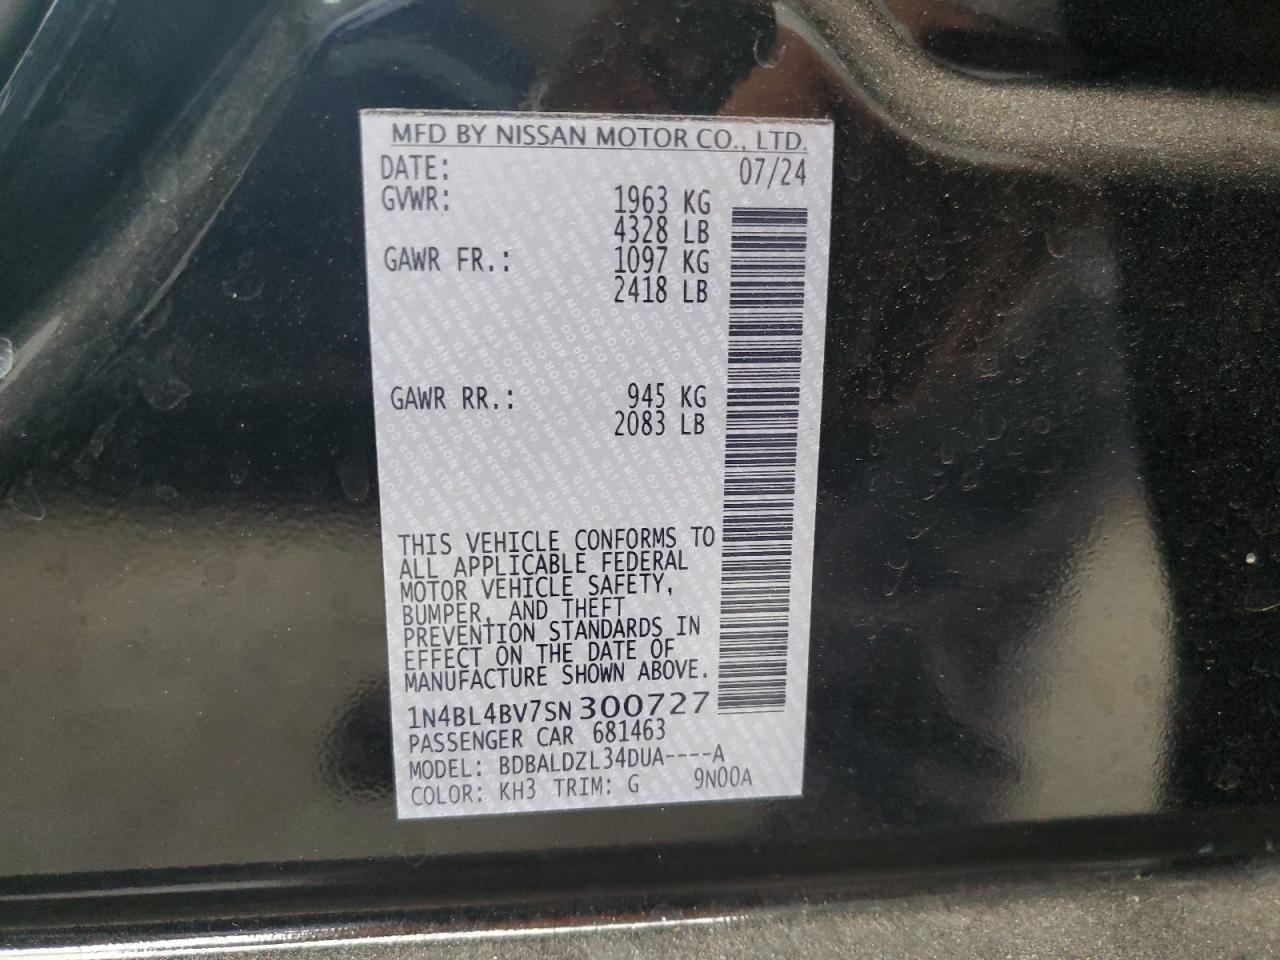 MFD BY NISSAN MOTOR CO., LTD.
DATE: 07/24
GVWR: 1963 KG
4328 LB
GAWR FR.: 1097 KG
2418 LB
GAWR RR.: 945 KG
2083 LB
THIS VEHICLE CONFORMS TO
ALL APPLICABLE FEDERAL
MOTOR VEHICLE SAFETY,
BUMPER, AND THEFT
PREVENTION STANDARDS IN
EFFECT ON THE DATE OF
MANUFACTURE SHOWN ABOVE.
1N4BL4BV7SN300727
PASSENGER CAR 681463
MODEL: BDBALDZL34DUA----A
COLOR: KH3 TRIM: G 9N00A